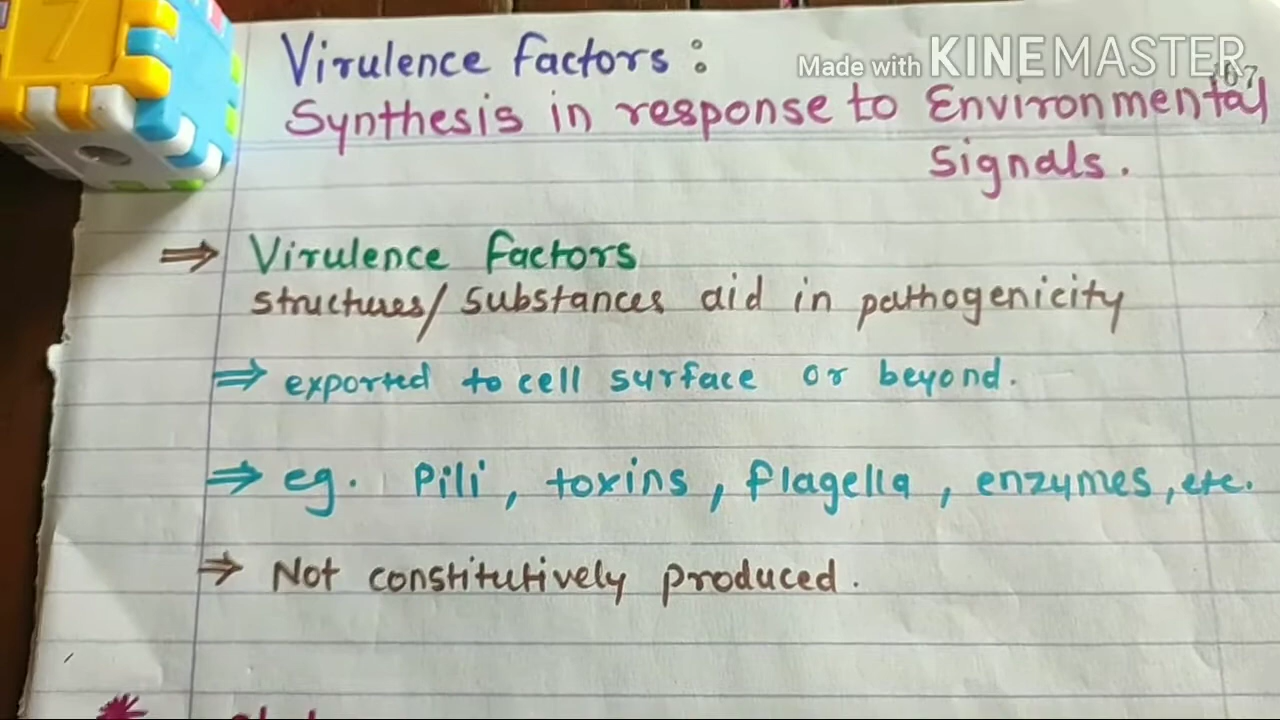 Virulence factors:
Made with KINEMASTER
Synthesis in response to Environmental
Signals.
⇒ Virulence factors
structures/ substances aid in pathogenicity
⇒ exported to cell surface or beyond.
⇒ eg. Pili, toxins, flagella, enzymes, etc.
⇒ Not constitutively produced.